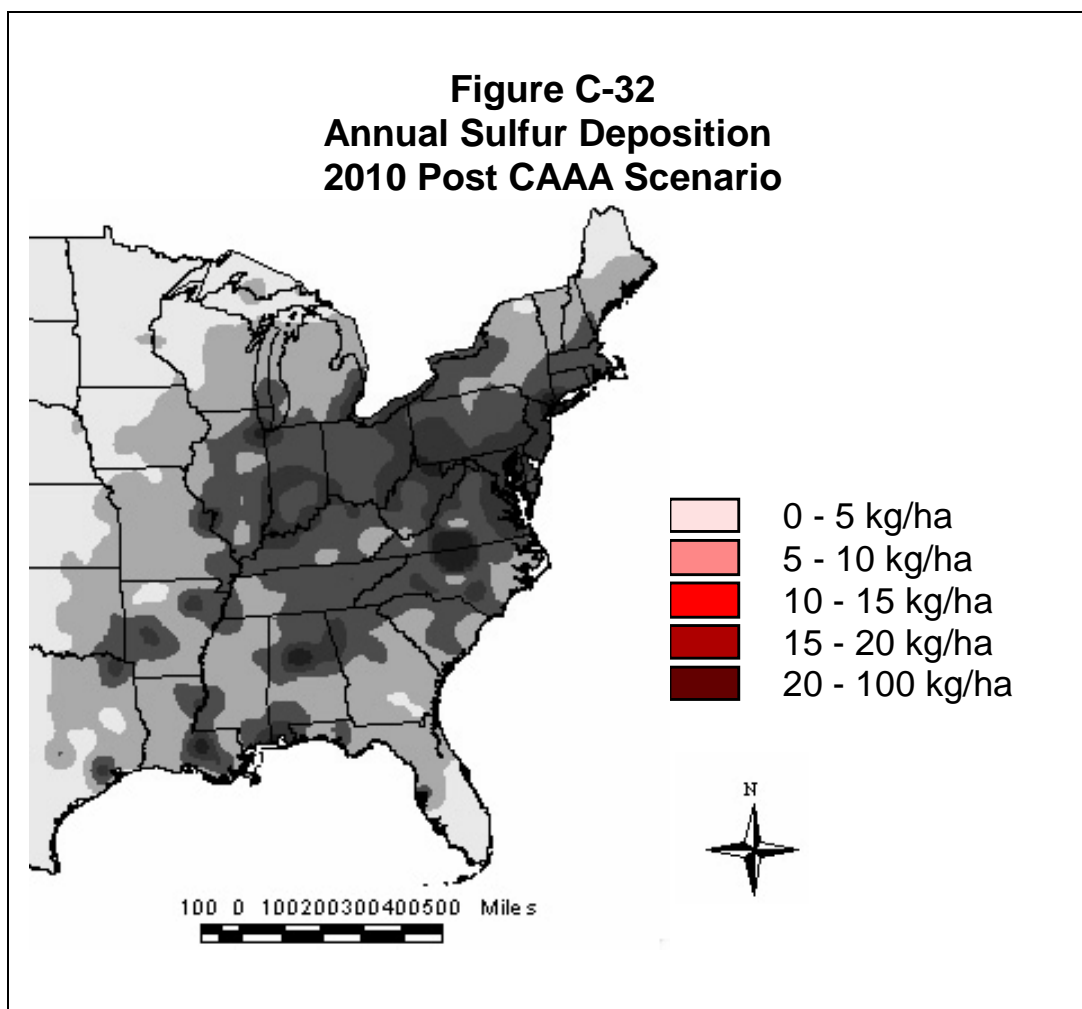 Figure C-32
Annual Sulfur Deposition
2010 Post CAAA Scenario
0 - 5 kg/ha
5 - 10 kg/ha
10 - 15 kg/ha
15 - 20 kg/ha
20 - 100 kg/ha
N
100 0 100200300400500 Miles